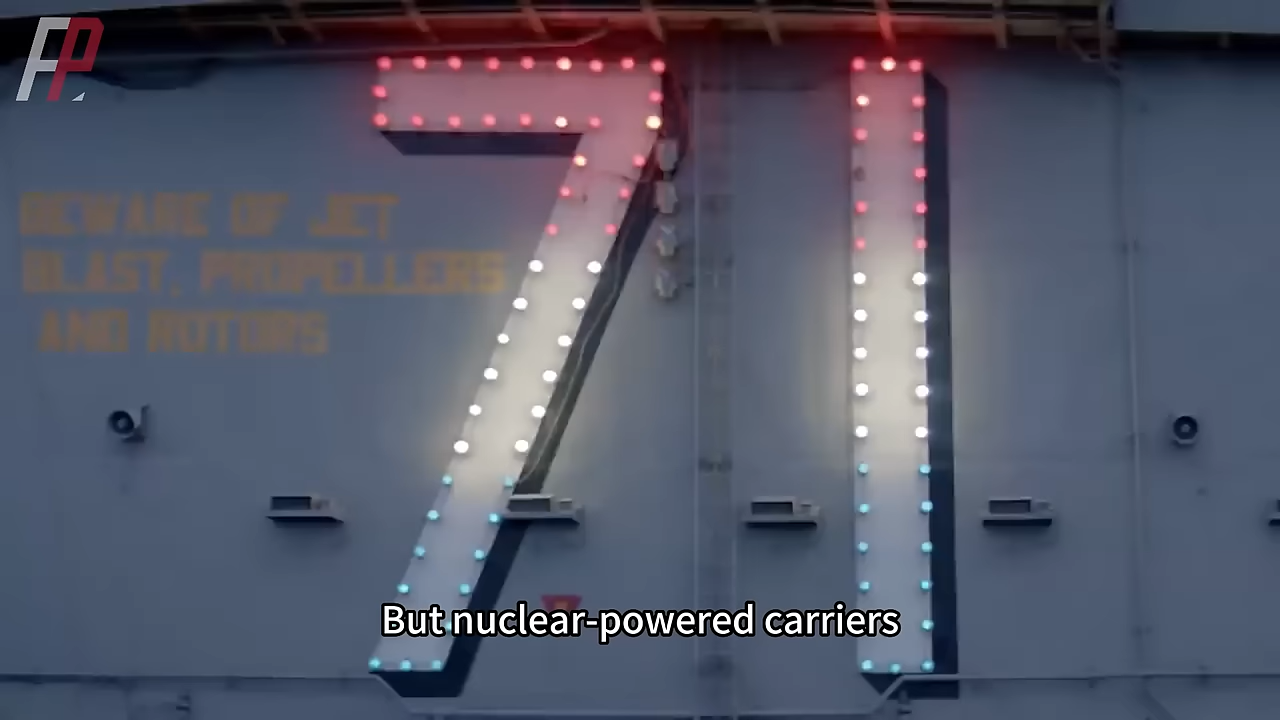 FP
71
BEWARE OF JET
BLAST, PROPELLERS
AND ROTORS
But nuclear-powered carriers